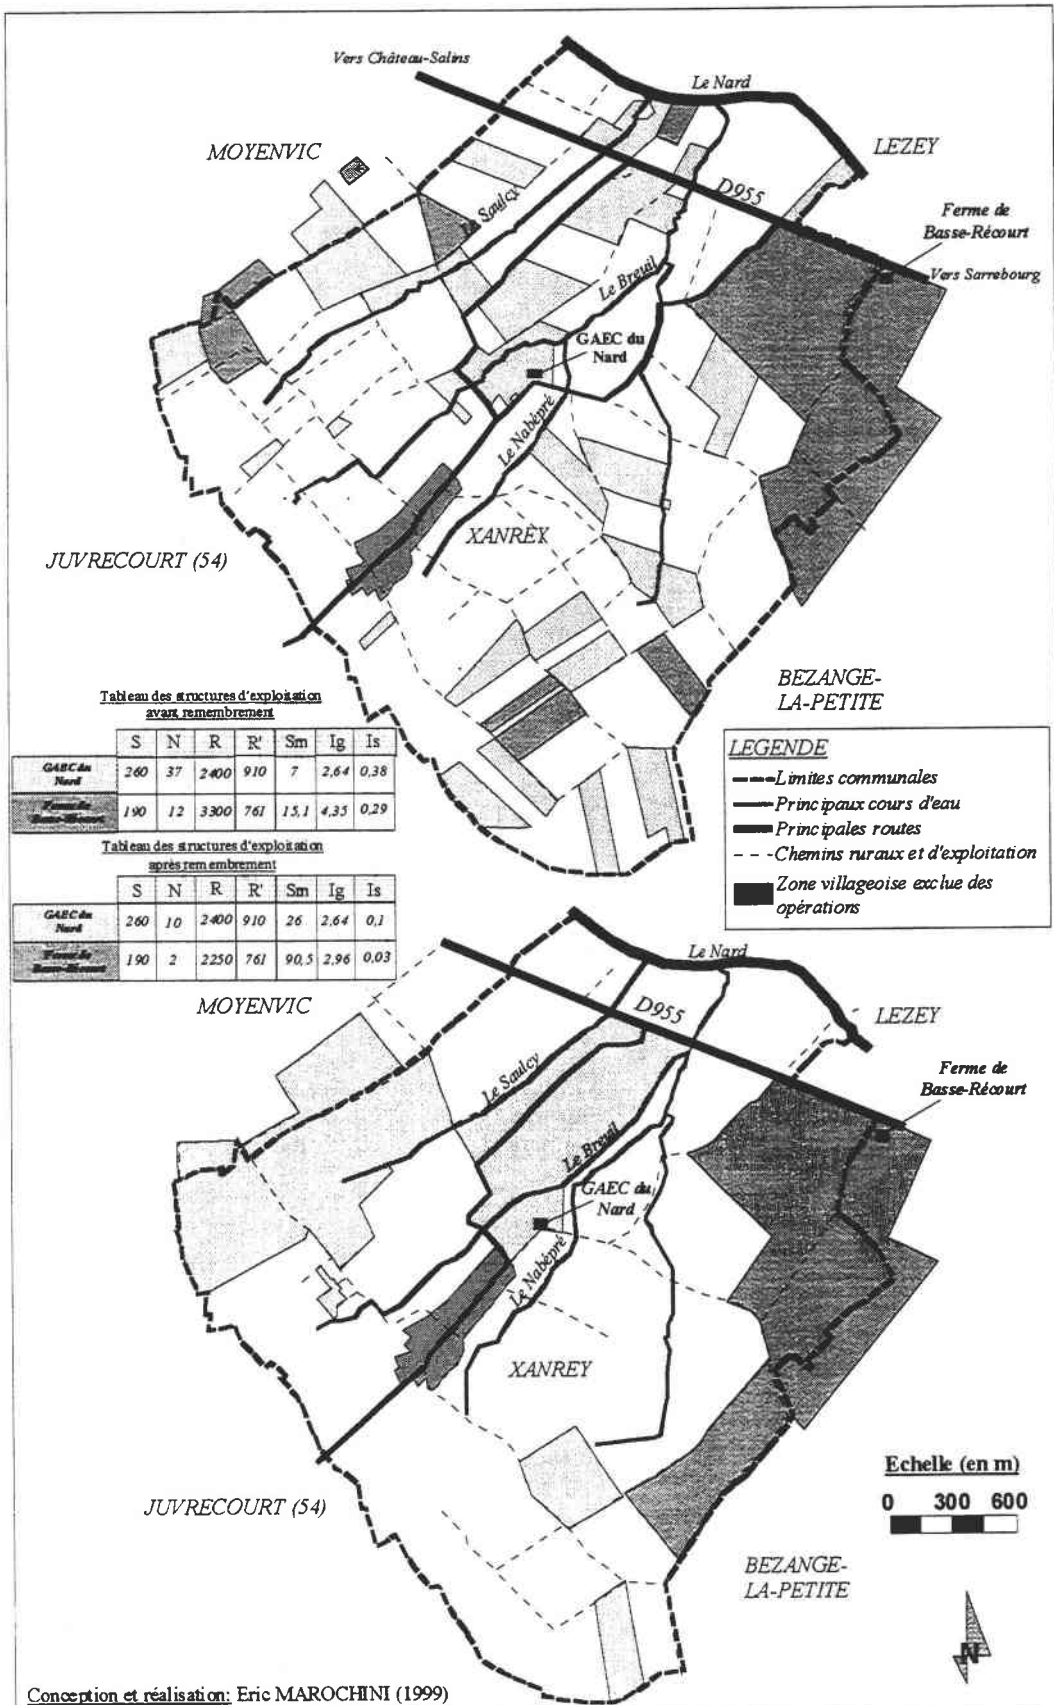 Vers Château-Salins
Le Nard
MOYENVIC
LEZEY
D955
Le Saulcy
Ferme de
Basse-Récourt
Vers Sarrebourg
Le Breuil
GAEC du
Nard
Le Nabépré
XANREY
JUVRECOURT (54)
BEZANGE-
LA-PETITE
Tableau des structures d'exploitation
avant remembrement
S N R R' Sm Ig Is
GAEC du
Nard
260 37 2400 910 7 2,64 0,38
190 12 3300 761 15,1 4,35 0,29
Tableau des structures d'exploitation
après remembrement
S N R R' Sm Ig Is
GAEC du
Nard
260 10 2400 910 26 2,64 0,1
190 2 2250 761 90,5 2,96 0,03
LEGENDE
Limites communales
Principaux cours d'eau
Principales routes
Chemins ruraux et d'exploitation
Zone villageoise exclue des
opérations
Le Nard
MOYENVIC
D955
LEZEY
Le Saulcy
Ferme de
Basse-Récourt
Le Breuil
GAEC du
Nard
Le Nabépré
XANREY
JUVRECOURT (54)
Echelle (en m)
0 300 600
BEZANGE-
LA-PETITE
N
Conception et réalisation: Eric MAROCHINI (1999)